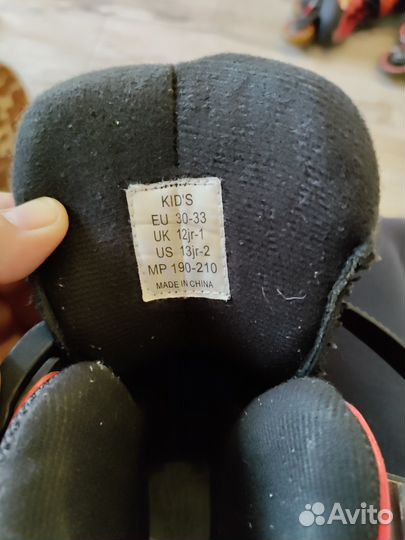 KID'S
EU 30-33
UK 12jr-1
US 13jr-2
MP 190-210
MADE IN CHINA
Avito